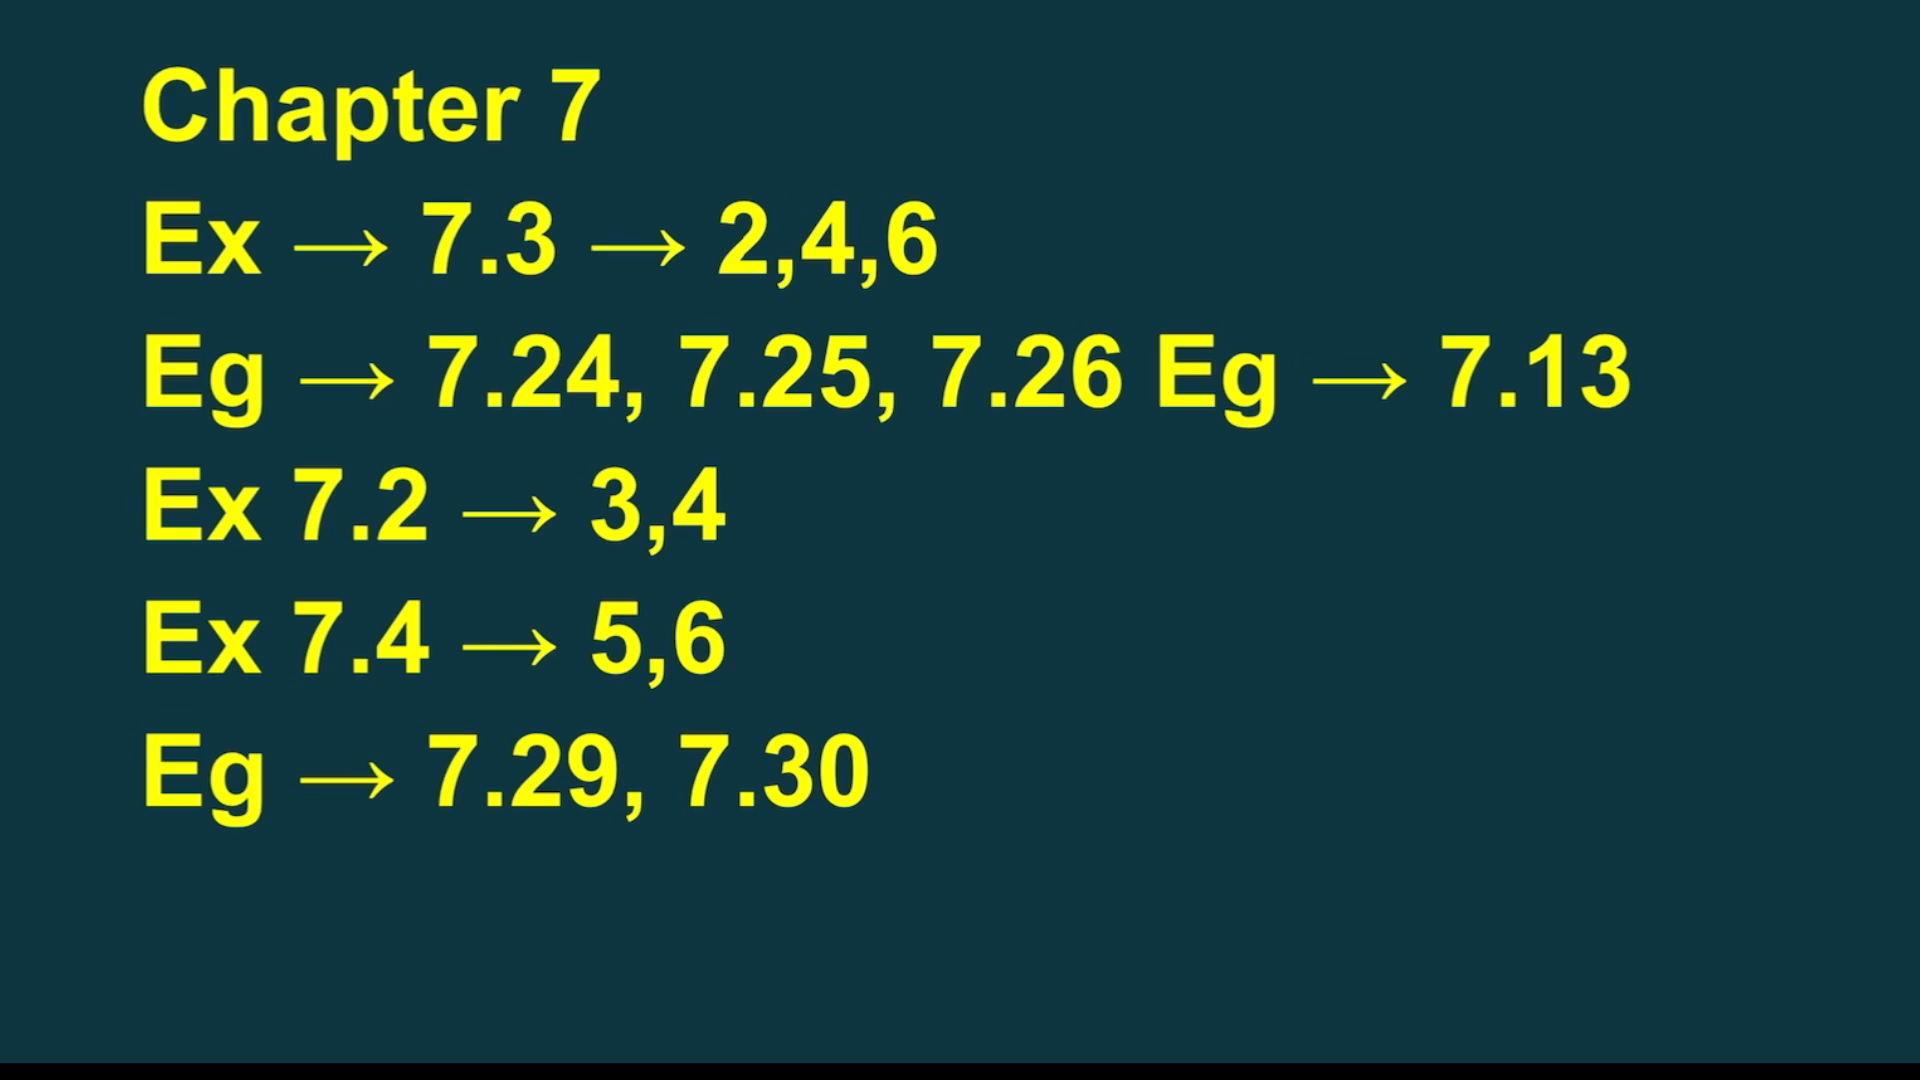 Chapter 7
Ex → 7.3 → 2,4,6
Eg → 7.24, 7.25, 7.26 Eg → 7.13
Ex 7.2 → 3,4
Ex 7.4 → 5,6
Eg → 7.29, 7.30